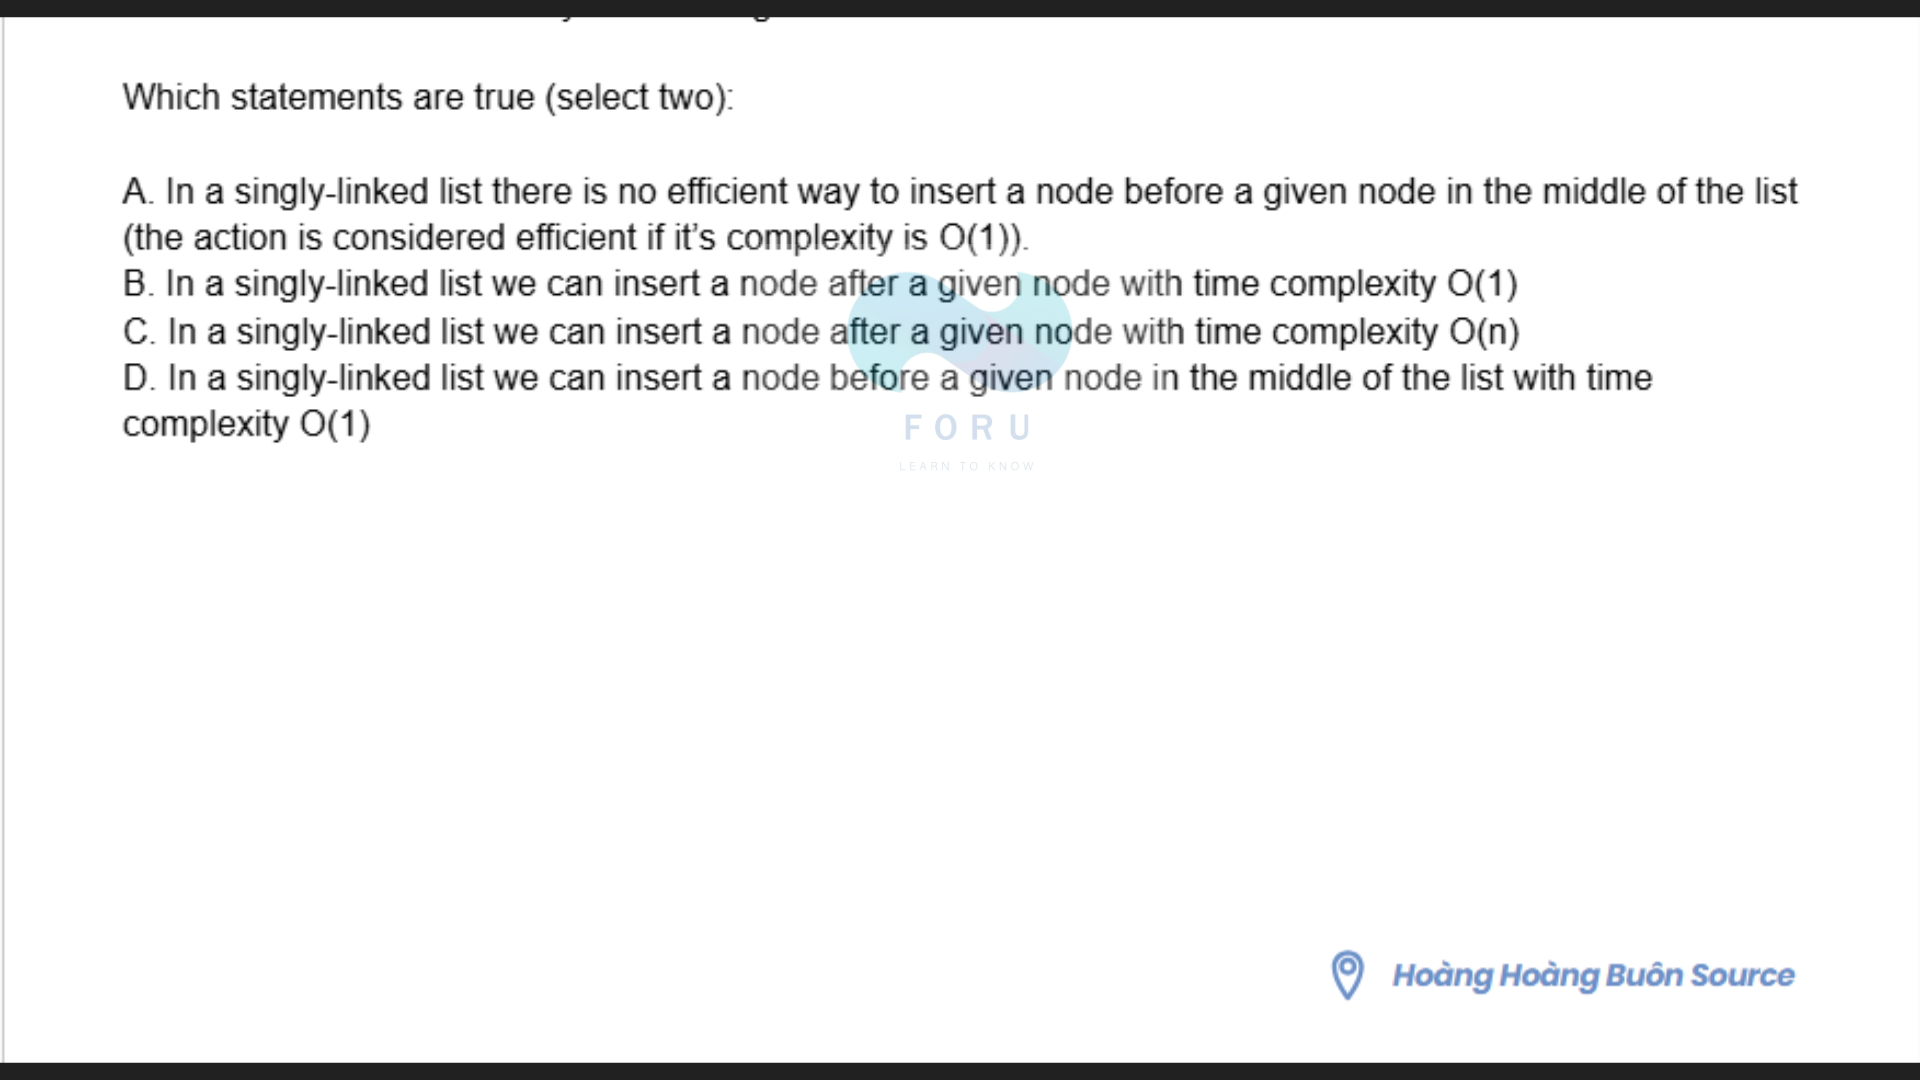 Which statements are true (select two):
A. In a singly-linked list there is no efficient way to insert a node before a given node in the middle of the list
(the action is considered efficient if it’s complexity is O(1)).
B. In a singly-linked list we can insert a node after a given node with time complexity O(1)
C. In a singly-linked list we can insert a node after a given node with time complexity O(n)
D. In a singly-linked list we can insert a node before a given node in the middle of the list with time
complexity O(1)
FORU
LEARN TO KNOW
Hoàng Hoàng Buôn Source